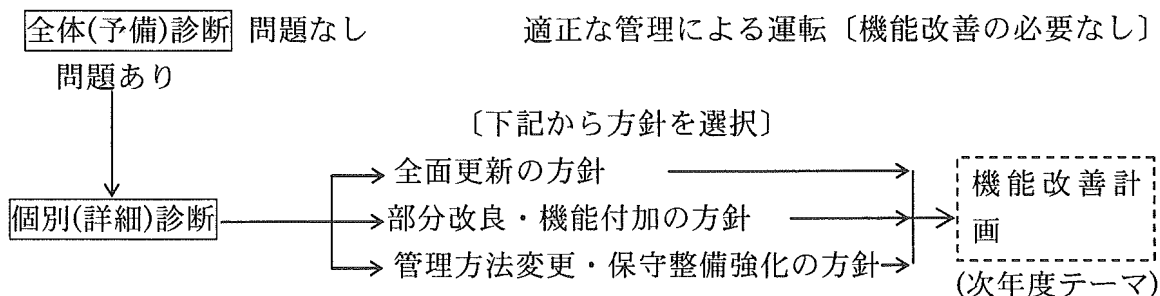 全体(予備)診断 問題なし 適正な管理による運転〔機能改善の必要なし〕
問題あり
〔下記から方針を選択〕
全面更新の方針
個別(詳細)診断
部分改良・機能付加の方針
管理方法変更・保守整備強化の方針
機能改善計
画
(次年度テーマ)